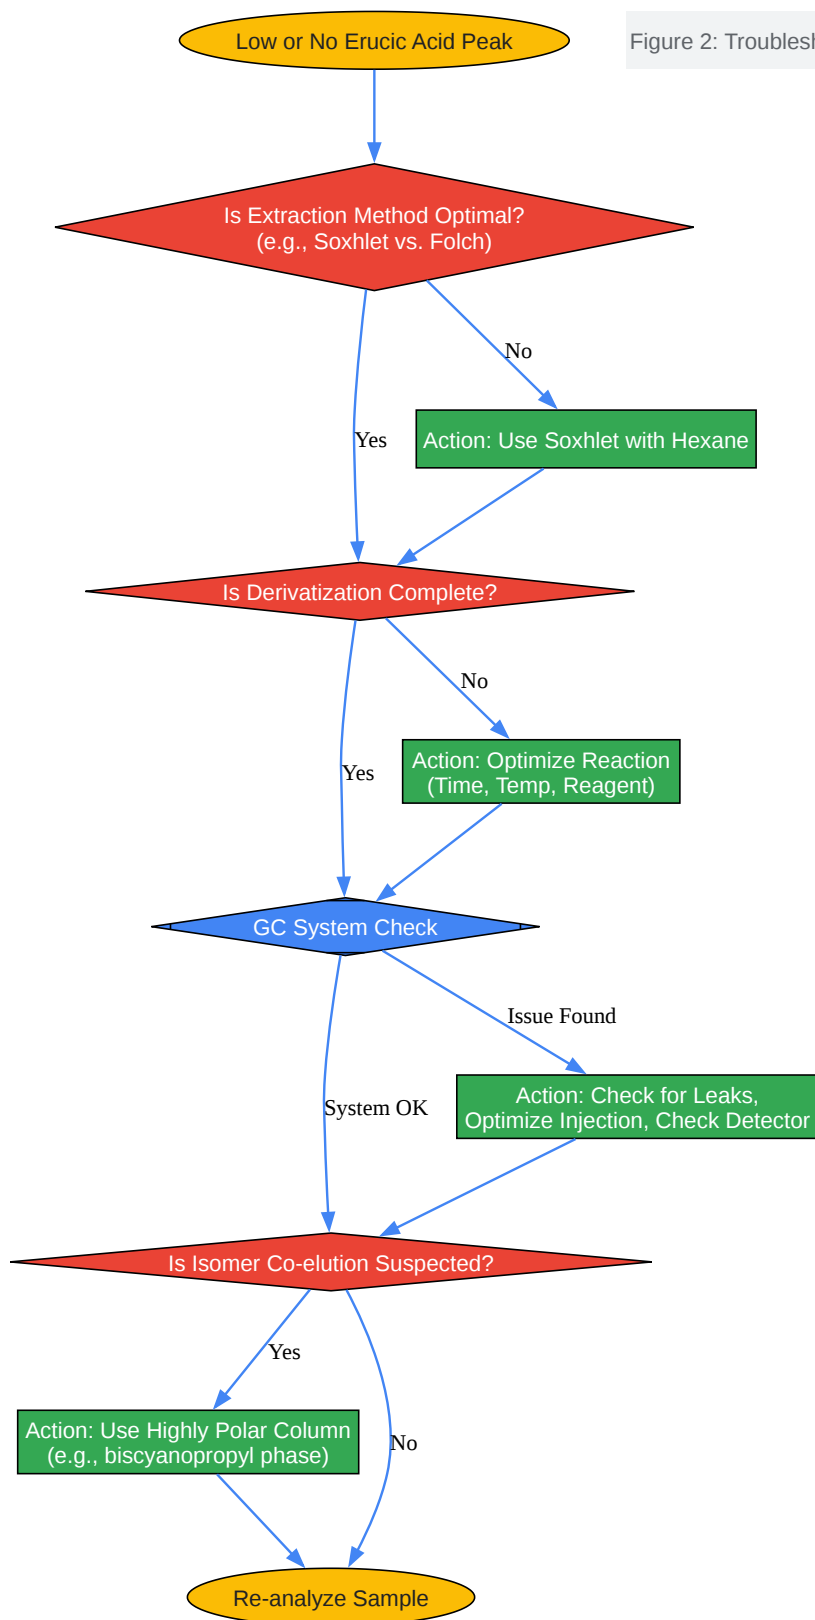 Low or No Erucic Acid Peak
Figure 2: Troublesh
Is Extraction Method Optimal?
(e.g., Soxhlet vs. Folch)
No
Yes
Action: Use Soxhlet with Hexane
Is Derivatization Complete?
No
Yes
Action: Optimize Reaction
(Time, Temp, Reagent)
GC System Check
Issue Found
System OK
Action: Check for Leaks,
Optimize Injection, Check Detector
Is Isomer Co-elution Suspected?
Yes
Action: Use Highly Polar Column
(e.g., biscyanopropyl phase)
No
Re-analyze Sample